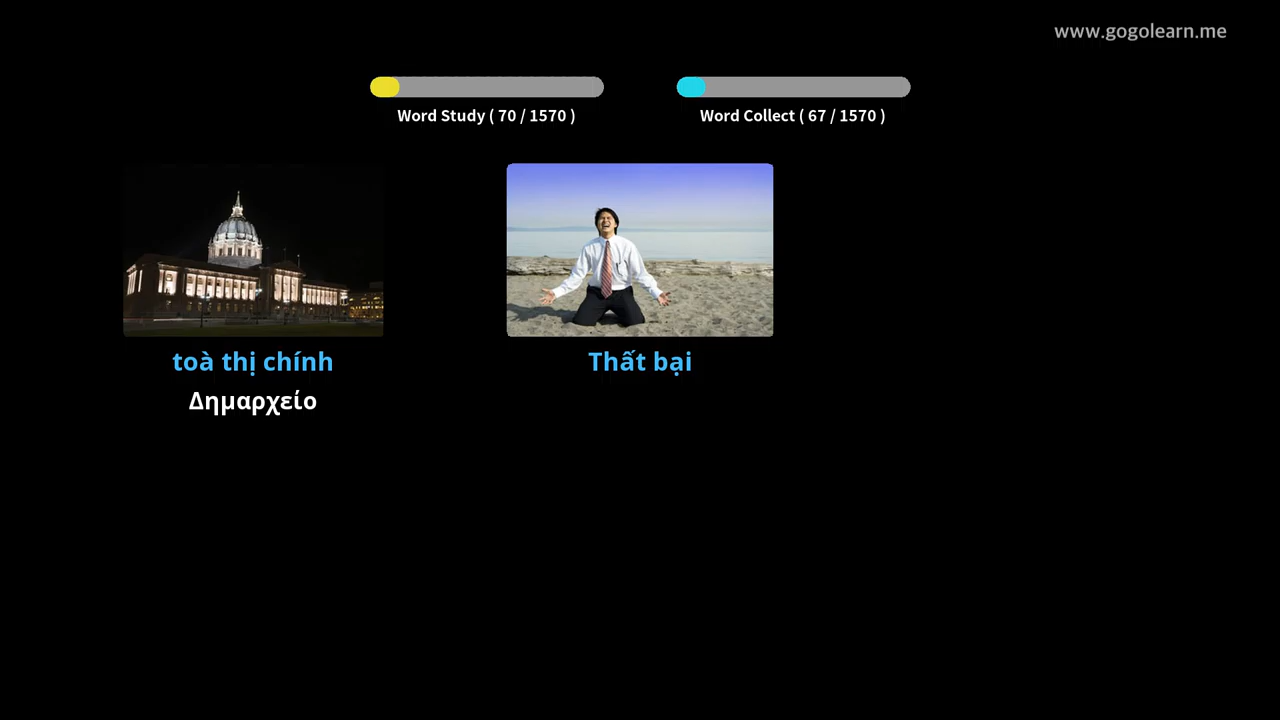 www.gogolearn.me
Word Study ( 70 / 1570 )
Word Collect ( 67 / 1570 )
toà thị chính
Δημαρχείο
Thất bại